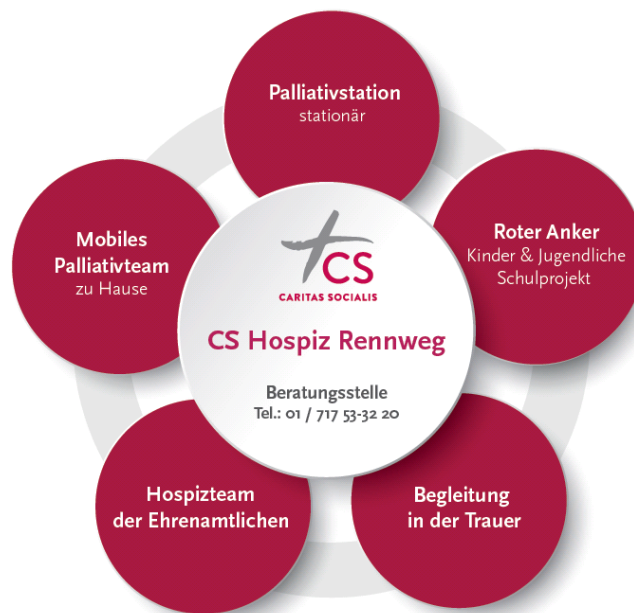 Palliativstation
stationär
Roter Anker
Kinder & Jugendliche
Schulprojekt
Mobiles
Palliativteam
zu Hause
CS
CARITAS SOCIALIS
CS Hospiz Rennweg
Beratungsstelle
Tel.: 01 / 717 53-32 20
Hospizteam
der Ehrenamtlichen
Begleitung
in der Trauer